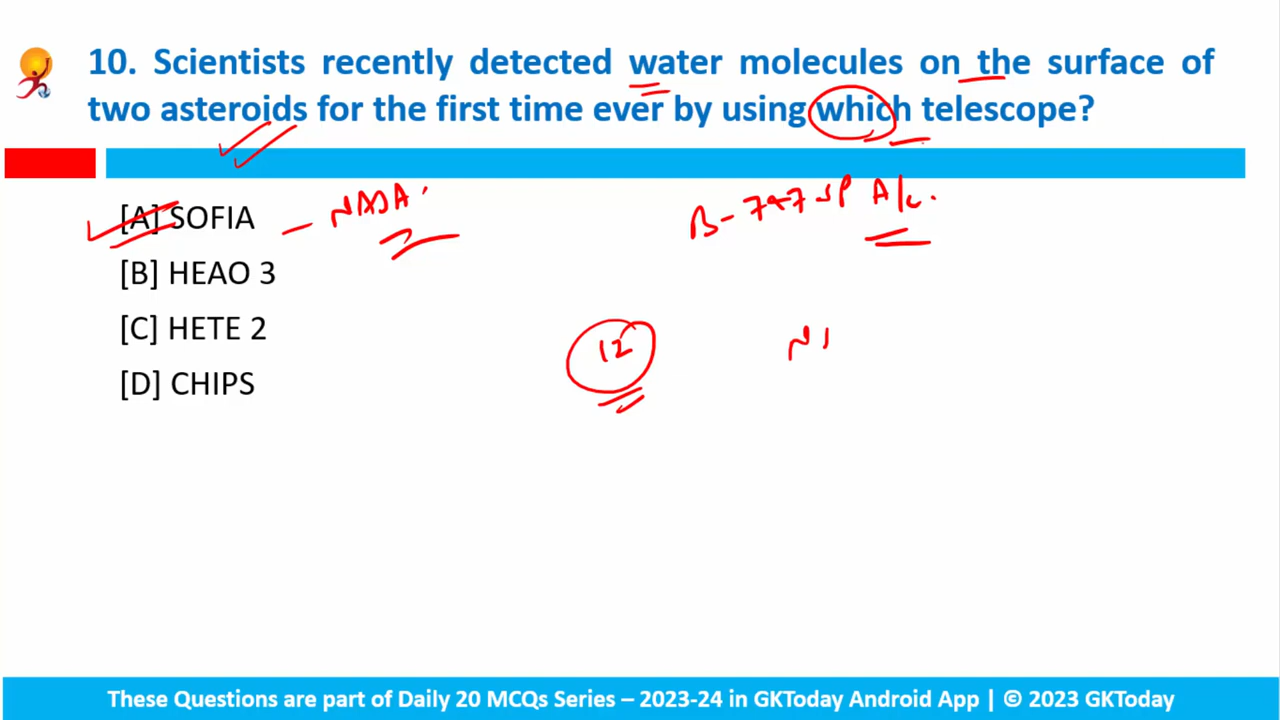 10. Scientists recently detected water molecules on the surface of
two asteroids for the first time ever by using which telescope?
[A] SOFIA – NASA. B-747-SP A/c.
[B] HEAO 3
[C] HETE 2 12
[D] CHIPS
These Questions are part of Daily 20 MCQs Series – 2023-24 in GKToday Android App | © 2023 GKToday